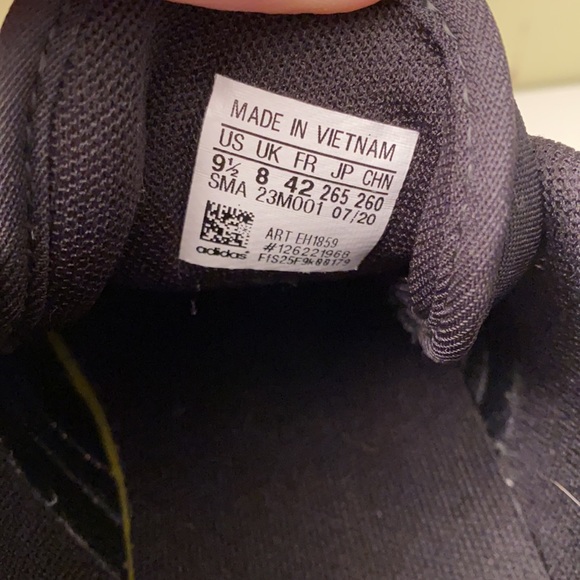 MADE IN VIETNAM
US UK FR JP CHN
9½ 8 42 265 260
SMA 23M001 07/20
ART EH1859
#126221968
adidas